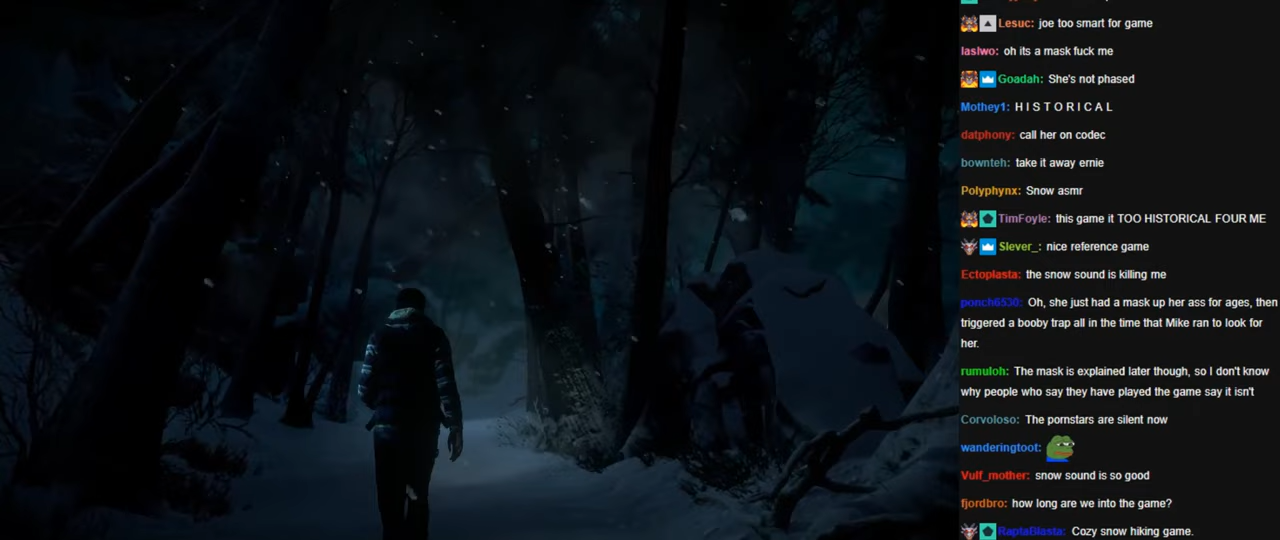 Lesuc: joe too smart for game
laslwo: oh its a mask fuck me
Goadah: She's not phased
Mothey1: H I S T O R I C A L
datphony: call her on codec
bownteh: take it away ernie
Polyphynx: Snow asmr
TimFoyle: this game it TOO HISTORICAL FOUR ME
Slever_: nice reference game
Ectoplasta: the snow sound is killing me
ponch6530: Oh, she just had a mask up her ass for ages, then
triggered a booby trap all in the time that Mike ran to look for
her.
rumuloh: The mask is explained later though, so I don't know
why people who say they have played the game say it isn't
Corvoloso: The pornstars are silent now
wanderingtoot:
Vulf_mother: snow sound is so good
fjordbro: how long are we into the game?
RaptaBlasta: Cozy snow hiking game.